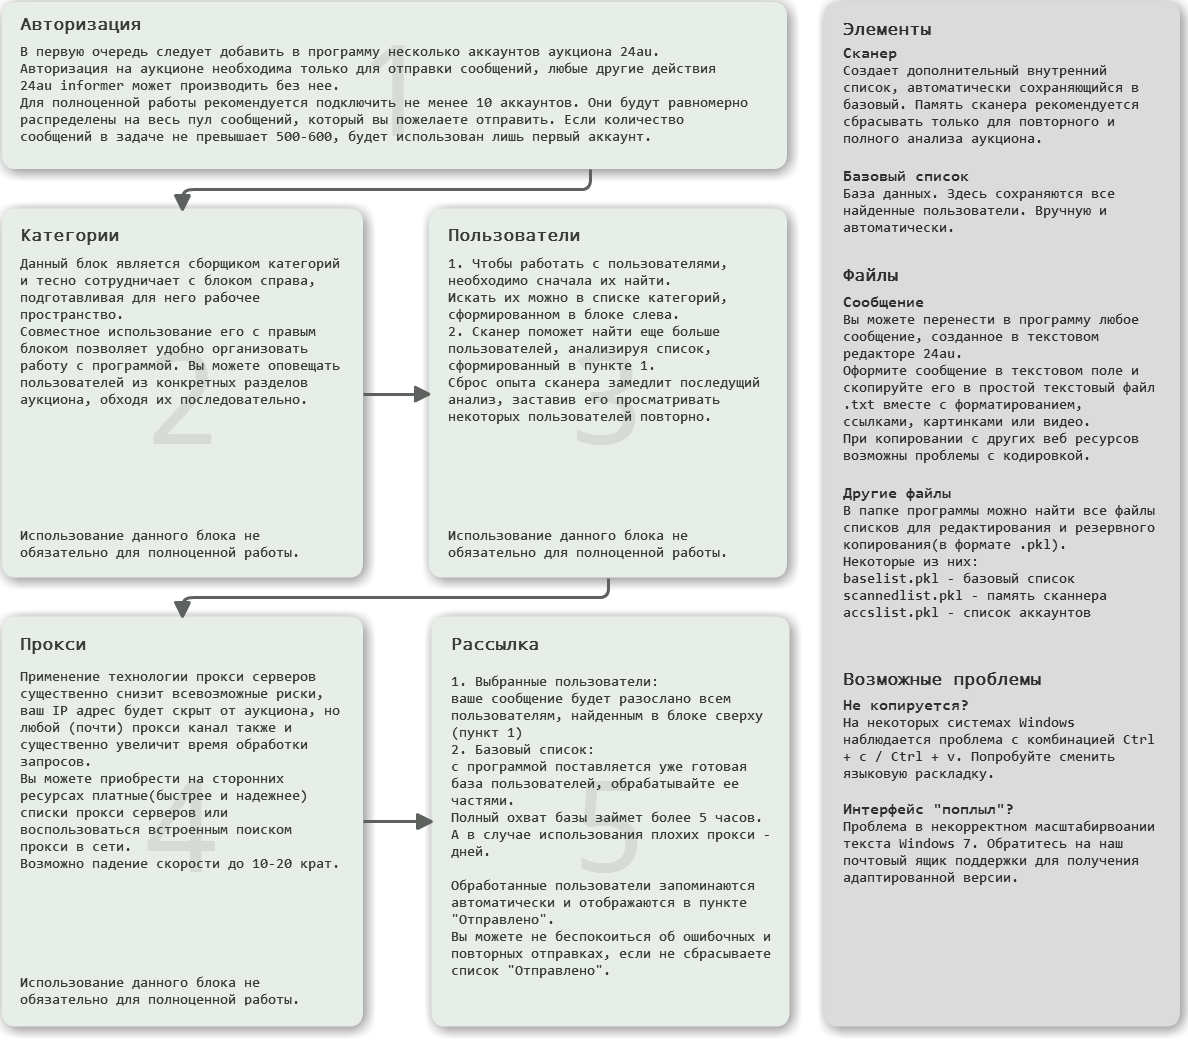 Авторизация
В первую очередь следует добавить в программу несколько аккаунтов аукциона 24au.
Авторизация на аукционе необходима только для отправки сообщений, любые другие действия
24au informer может производить без нее.
Для полноценной работы рекомендуется подключить не менее 10 аккаунтов. Они будут равномерно
распределены на весь пул сообщений, который вы пожелаете отправить. Если количество
сообщений в задаче не превышает 500-600, будет использован лишь первый аккаунт.
1
Категории
Данный блок является сборщиком категорий
и тесно сотрудничает с блоком справа,
подготавливая для него рабочее
пространство.
Совместное использование его с правым
блоком позволяет удобно организовать
работу с программой. Вы можете оповещать
пользователей из конкретных разделов
аукциона, обходя их последовательно.
2
Использование данного блока не
обязательно для полноценной работы.
Пользователи
1. Чтобы работать с пользователями,
необходимо сначала их найти.
Искать их можно в списке категорий,
сформированном в блоке слева.
2. Сканер поможет найти еще больше
пользователей, анализируя список,
сформированный в пункте 1.
Сброс опыта сканера замедлит последущий
анализ, заставив его просматривать
некоторых пользователей повторно.
3
Использование данного блока не
обязательно для полноценной работы.
Прокси
Применение технологии прокси серверов
существенно снизит всевозможные риски,
ваш IP адрес будет скрыт от аукциона, но
любой (почти) прокси канал также и
существенно увеличит время обработки
запросов.
Вы можете приобрести на сторонних
ресурсах платные(быстрее и надежнее)
списки прокси серверов или
воспользоваться встроенным поиском
прокси в сети.
Возможно падение скорости до 10-20 крат.
4
Использование данного блока не
обязательно для полноценной работы.
Рассылка
1. Выбранные пользователи:
ваше сообщение будет разослано всем
пользователям, найденным в блоке сверху
(пункт 1)
2. Базовый список:
с программой поставляется уже готовая
база пользователей, обрабатывайте ее
частями.
Полный охват базы займет более 5 часов.
А в случае использования плохих прокси -
дней.
5
Обработанные пользователи запоминаются
автоматически и отображаются в пункте
"Отправлено".
Вы можете не беспокоиться об ошибочных и
повторных отправках, если не сбрасываете
список "Отправлено".
Элементы
Сканер
Создает дополнительный внутренний
список, автоматически сохраняющийся в
базовый. Память сканера рекомендуется
сбрасывать только для повторного и
полного анализа аукциона.
Базовый список
База данных. Здесь сохраняются все
найденные пользователи. Вручную и
автоматически.
Файлы
Сообщение
Вы можете перенести в программу любое
сообщение, созданное в текстовом
редакторе 24au.
Оформите сообщение в текстовом поле и
скопируйте его в простой текстовый файл
.txt вместе с форматированием,
ссылками, картинками или видео.
При копировании с других веб ресурсов
возможны проблемы с кодировкой.
Другие файлы
В папке программы можно найти все файлы
списков для редактирования и резервного
копирования(в формате .pkl).
Некоторые из них:
baselist.pkl - базовый список
scannedlist.pkl - память сканнера
accslist.pkl - список аккаунтов
Возможные проблемы
Не копируется?
На некоторых системах Windows
наблюдается проблема с комбинацией Ctrl
+ c / Ctrl + v. Попробуйте сменить
языковую раскладку.
Интерфейс "поплыл"?
Проблема в некорректном масштабирвоании
текста Windows 7. Обратитесь на наш
почтовый ящик поддержки для получения
адаптированной версии.